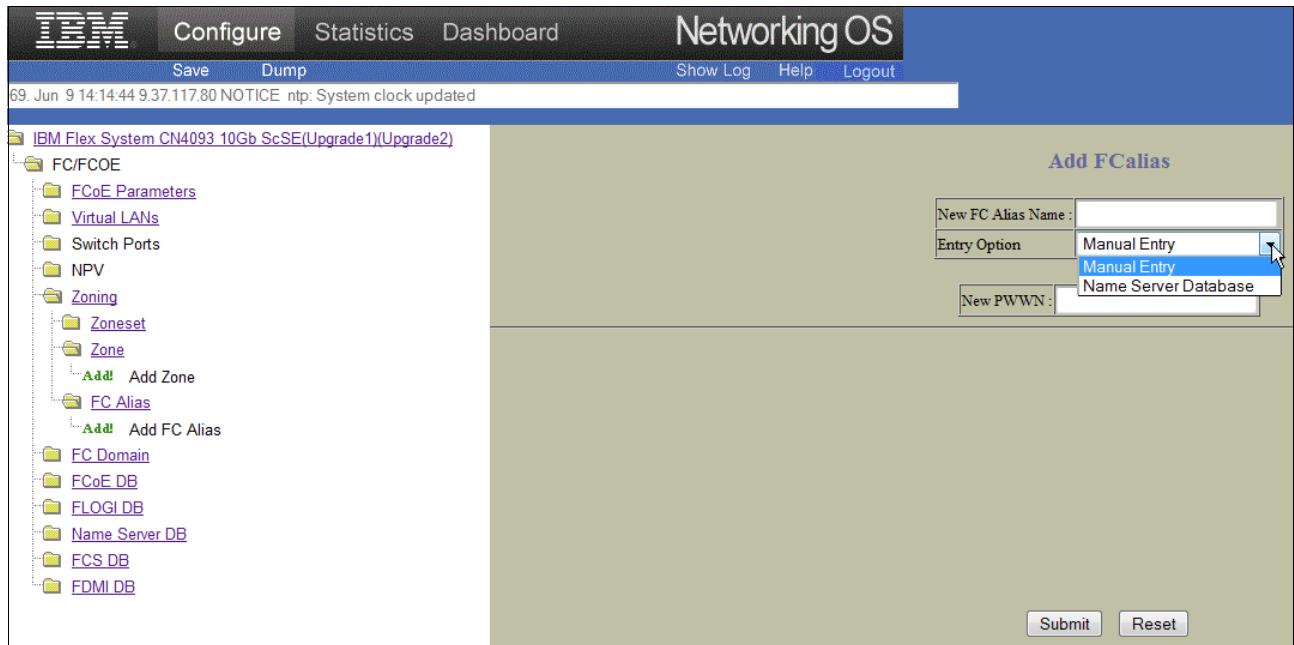 IBM Configure Statistics Dashboard Networking OS
Save Dump Show Log Help Logout
69. Jun 9 14:14:44 9.37.117.80 NOTICE ntp: System clock updated
IBM Flex System CN4093 10Gb ScSE(Upgrade1)(Upgrade2)
FC/FCOE
FCoE Parameters
Virtual LANs
Switch Ports
NPV
Zoning
Zoneset
Zone
Add! Add Zone
FC Alias
Add! Add FC Alias
FC Domain
FCoE DB
FLOGI DB
Name Server DB
FCS DB
FDMI DB
Add FCalias
New FC Alias Name :
Entry Option Manual Entry
Manual Entry
Name Server Database
New PWWN :
Submit Reset